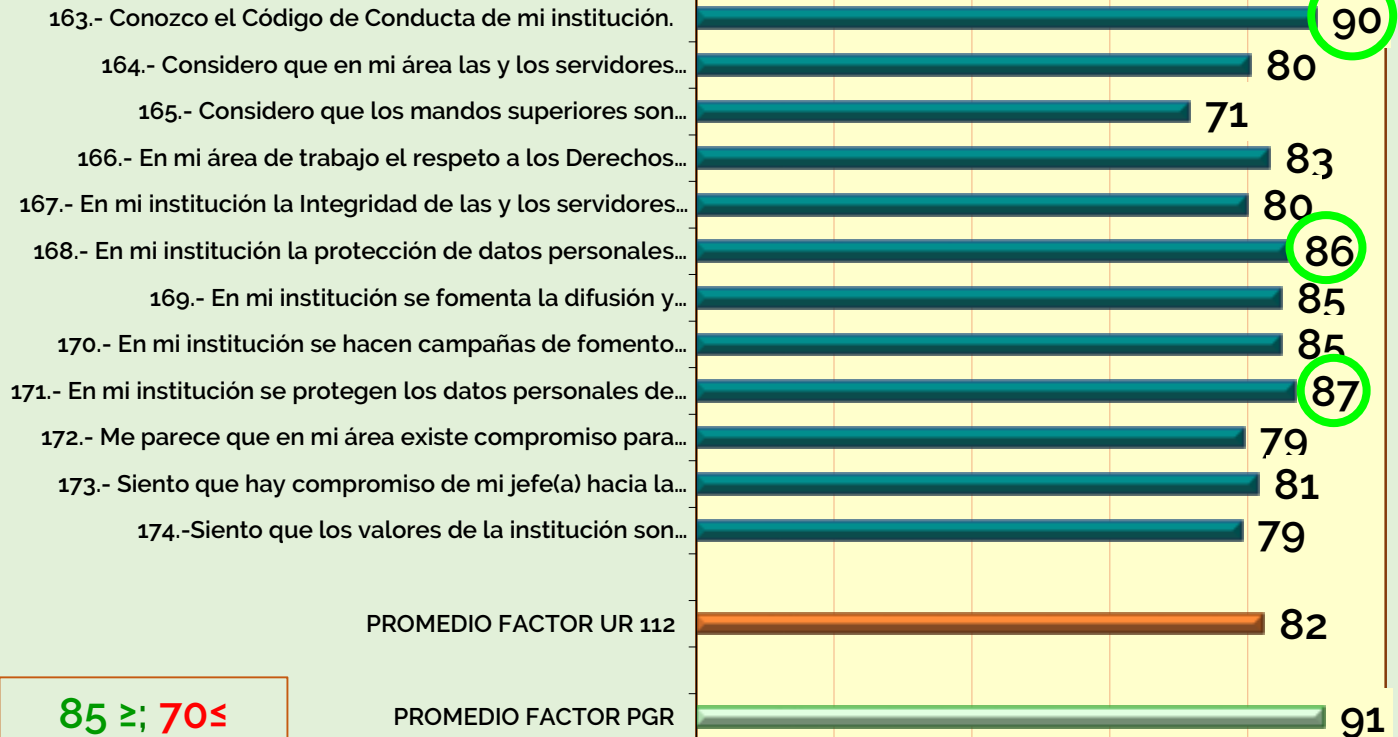 163.- Conozco el Código de Conducta de mi institución. 90
164.- Considero que en mi área las y los servidores… 80
165.- Considero que los mandos superiores son… 71
166.- En mi área de trabajo el respeto a los Derechos… 83
167.- En mi institución la Integridad de las y los servidores… 80
168.- En mi institución la protección de datos personales… 86
169.- En mi institución se fomenta la difusión y… 85
170.- En mi institución se hacen campañas de fomento… 85
171.- En mi institución se protegen los datos personales de… 87
172.- Me parece que en mi área existe compromiso para… 79
173.- Siento que hay compromiso de mi jefe(a) hacia la… 81
174.-Siento que los valores de la institución son… 79
PROMEDIO FACTOR UR 112 82
85 ≥; 70≤
PROMEDIO FACTOR PGR 91